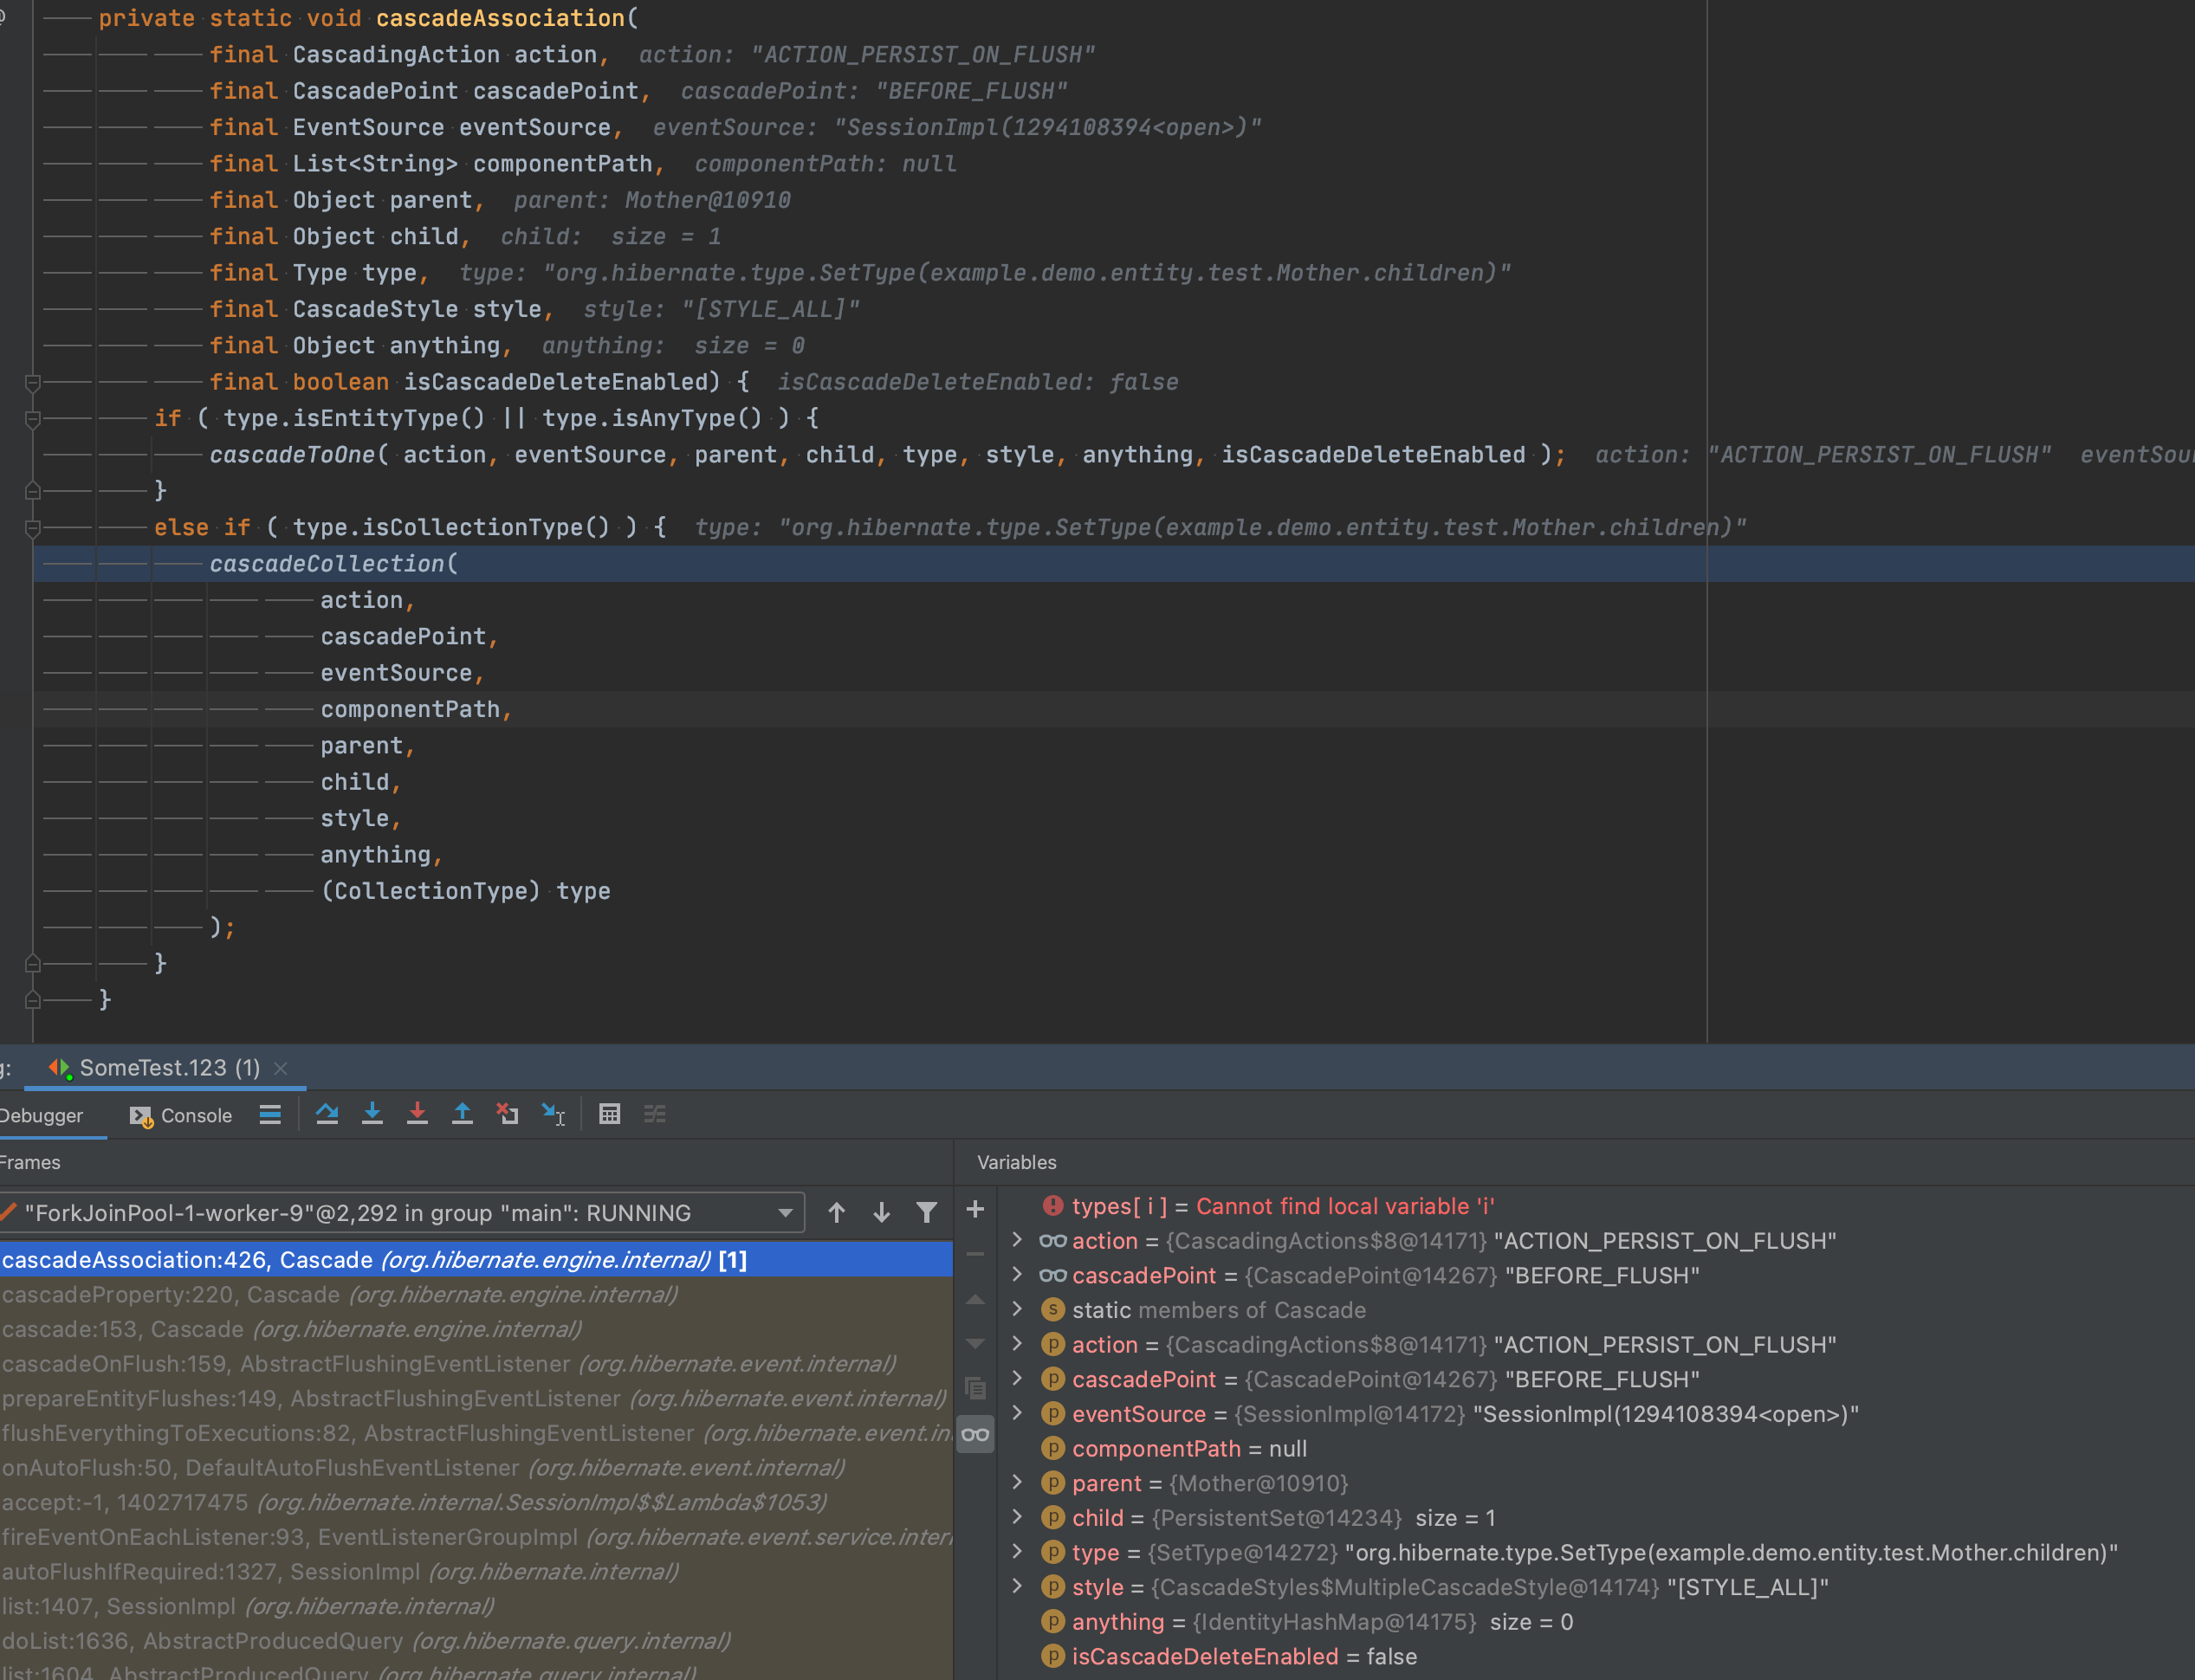 private static void cascadeAssociation(
final CascadingAction action, action: "ACTION_PERSIST_ON_FLUSH"
final CascadePoint cascadePoint, cascadePoint: "BEFORE_FLUSH"
final EventSource eventSource, eventSource: "SessionImpl(1294108394<open>)"
final List<String> componentPath, componentPath: null
final Object parent, parent: Mother@10910
final Object child, child: size = 1
final Type type, type: "org.hibernate.type.SetType(example.demo.entity.test.Mother.children)"
final CascadeStyle style, style: "[STYLE_ALL]"
final Object anything, anything: size = 0
final boolean isCascadeDeleteEnabled) { isCascadeDeleteEnabled: false
if ( type.isEntityType() || type.isAnyType() ) {
cascadeToOne( action, eventSource, parent, child, type, style, anything, isCascadeDeleteEnabled ); action: "ACTION_PERSIST_ON_FLUSH" eventSou
}
else if ( type.isCollectionType() ) { type: "org.hibernate.type.SetType(example.demo.entity.test.Mother.children)"
cascadeCollection(
action,
cascadePoint,
eventSource,
componentPath,
parent,
child,
style,
anything,
(CollectionType) type
);
}
}
g: SomeTest.123 (1)
Debugger Console
Frames
"ForkJoinPool-1-worker-9"@2,292 in group "main": RUNNING
cascadeAssociation:426, Cascade (org.hibernate.engine.internal) [1]
cascadeProperty:220, Cascade (org.hibernate.engine.internal)
cascade:153, Cascade (org.hibernate.engine.internal)
cascadeOnFlush:159, AbstractFlushingEventListener (org.hibernate.event.internal)
prepareEntityFlushes:149, AbstractFlushingEventListener (org.hibernate.event.internal)
flushEverythingToExecutions:82, AbstractFlushingEventListener (org.hibernate.event.in
onAutoFlush:50, DefaultAutoFlushEventListener (org.hibernate.event.internal)
accept:-1, 1402717475 (org.hibernate.internal.SessionImpl$$Lambda$1053)
fireEventOnEachListener:93, EventListenerGroupImpl (org.hibernate.event.service.inter
autoFlushIfRequired:1327, SessionImpl (org.hibernate.internal)
list:1407, SessionImpl (org.hibernate.internal)
doList:1636, AbstractProducedQuery (org.hibernate.query.internal)
list:1604, AbstractProducedQuery (org.hibernate.query.internal)
Variables
types[ i ] = Cannot find local variable 'i'
action = {CascadingActions$8@14171} "ACTION_PERSIST_ON_FLUSH"
cascadePoint = {CascadePoint@14267} "BEFORE_FLUSH"
static members of Cascade
action = {CascadingActions$8@14171} "ACTION_PERSIST_ON_FLUSH"
cascadePoint = {CascadePoint@14267} "BEFORE_FLUSH"
eventSource = {SessionImpl@14172} "SessionImpl(1294108394<open>)"
componentPath = null
parent = {Mother@10910}
child = {PersistentSet@14234} size = 1
type = {SetType@14272} "org.hibernate.type.SetType(example.demo.entity.test.Mother.children)"
style = {CascadeStyles$MultipleCascadeStyle@14174} "[STYLE_ALL]"
anything = {IdentityHashMap@14175} size = 0
isCascadeDeleteEnabled = false